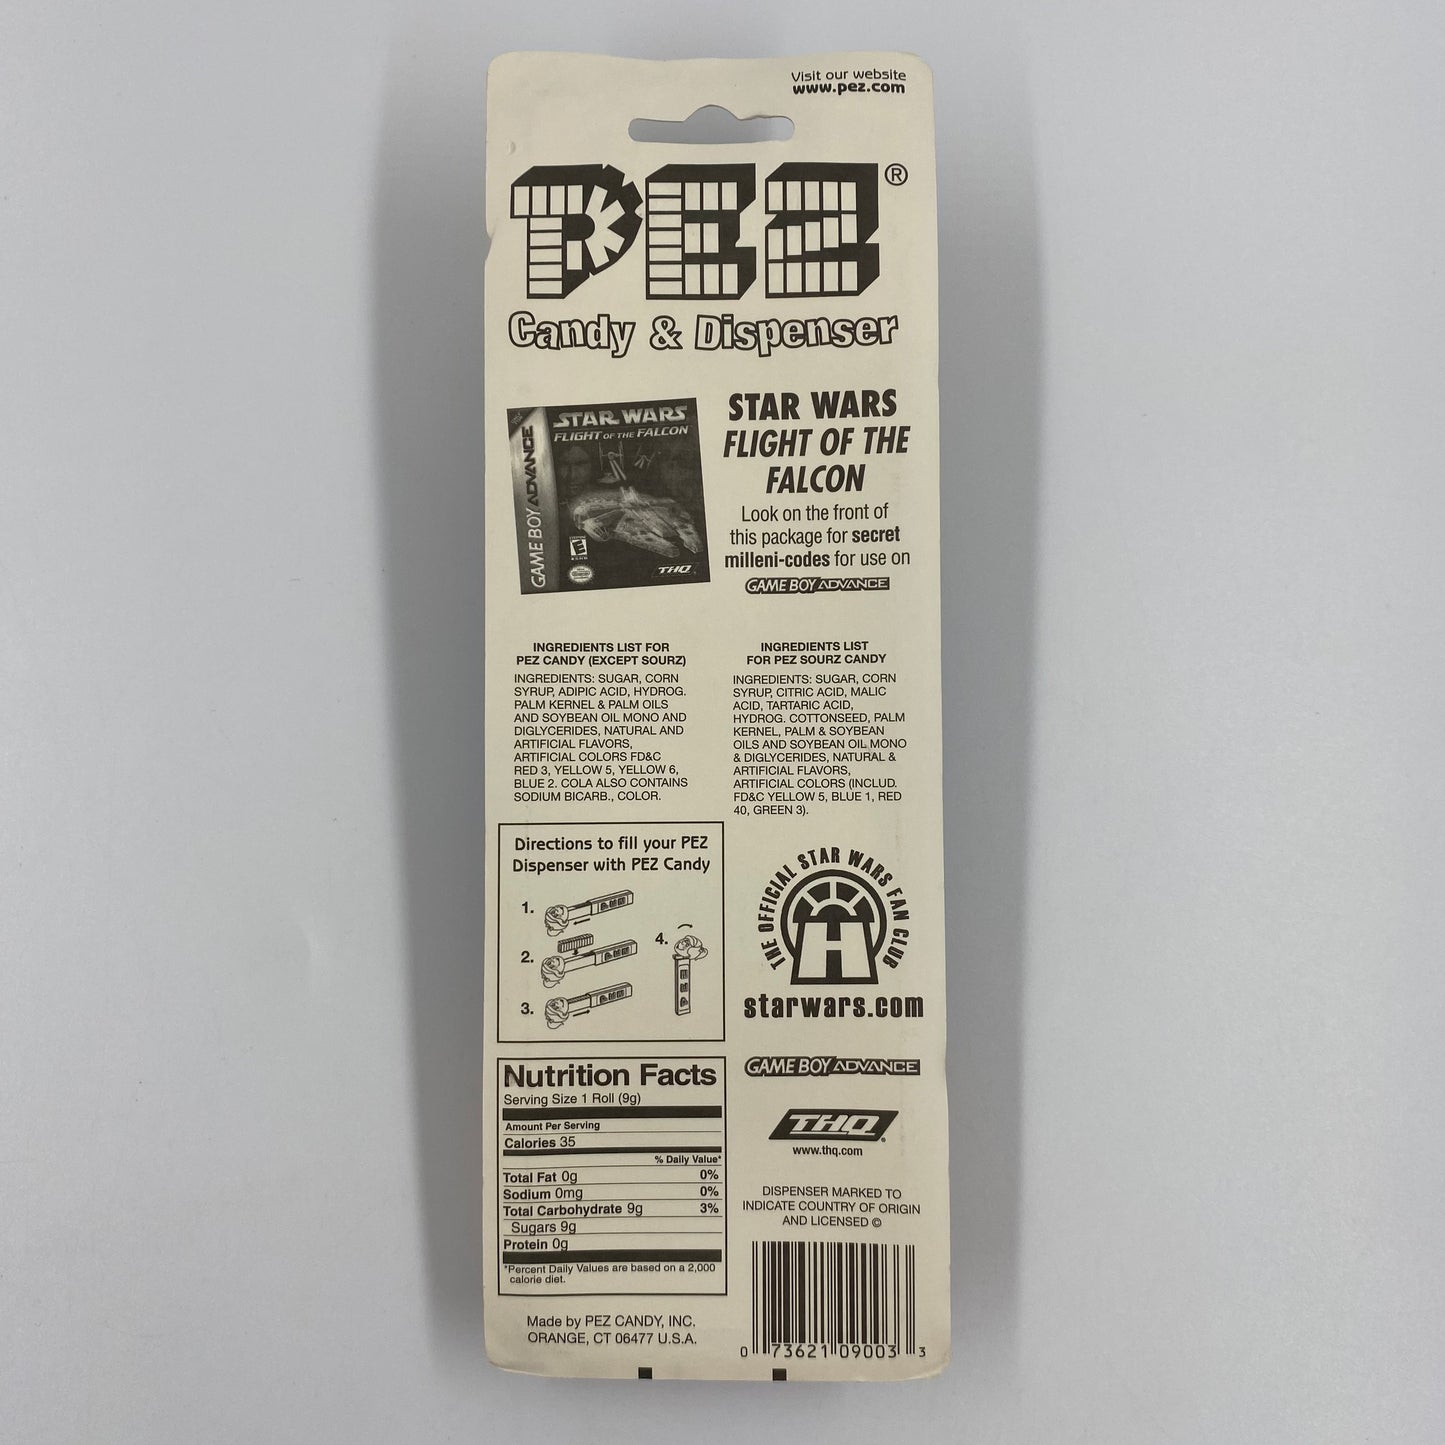 Visit our website
www.pez.com
PEZ®
Candy & Dispenser
GAME BOY ADVANCE
STAR WARS
FLIGHT OF THE FALCON
E
THQ
STAR WARS
FLIGHT OF THE
FALCON
Look on the front of
this package for secret
milleni-codes for use on
GAME BOY ADVANCE
INGREDIENTS LIST FOR
PEZ CANDY (EXCEPT SOURZ)
INGREDIENTS: SUGAR, CORN
SYRUP, ADIPIC ACID, HYDROG.
PALM KERNEL & PALM OILS
AND SOYBEAN OIL MONO AND
DIGLYCERIDES, NATURAL AND
ARTIFICIAL FLAVORS,
ARTIFICIAL COLORS FD&C
RED 3, YELLOW 5, YELLOW 6,
BLUE 2. COLA ALSO CONTAINS
SODIUM BICARB., COLOR.
INGREDIENTS LIST
FOR PEZ SOURZ CANDY
INGREDIENTS: SUGAR, CORN
SYRUP, CITRIC ACID, MALIC
ACID, TARTARIC ACID,
HYDROG. COTTONSEED, PALM
KERNEL, PALM & SOYBEAN
OILS AND SOYBEAN OIL MONO
& DIGLYCERIDES, NATURAL &
ARTIFICIAL FLAVORS,
ARTIFICIAL COLORS (INCLUD.
FD&C YELLOW 5, BLUE 1, RED
40, GREEN 3).
Directions to fill your PEZ
Dispenser with PEZ Candy
1.
2.
3.
4.
THE OFFICIAL STAR WARS FAN CLUB
starwars.com
Nutrition Facts
Serving Size 1 Roll (9g)
Amount Per Serving
Calories 35
% Daily Value*
Total Fat 0g 0%
Sodium 0mg 0%
Total Carbohydrate 9g 3%
Sugars 9g
Protein 0g
*Percent Daily Values are based on a 2,000
calorie diet.
Made by PEZ CANDY, INC.
ORANGE, CT 06477 U.S.A.
GAME BOY ADVANCE
THQ®
www.thq.com
DISPENSER MARKED TO
INDICATE COUNTRY OF ORIGIN
AND LICENSED ©
0 73621 09003 3